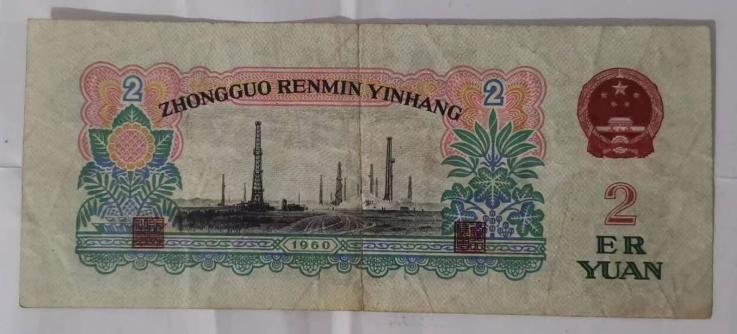 2
ZHONGGUO RENMIN YINHANG
2
1960
2
ER
YUAN